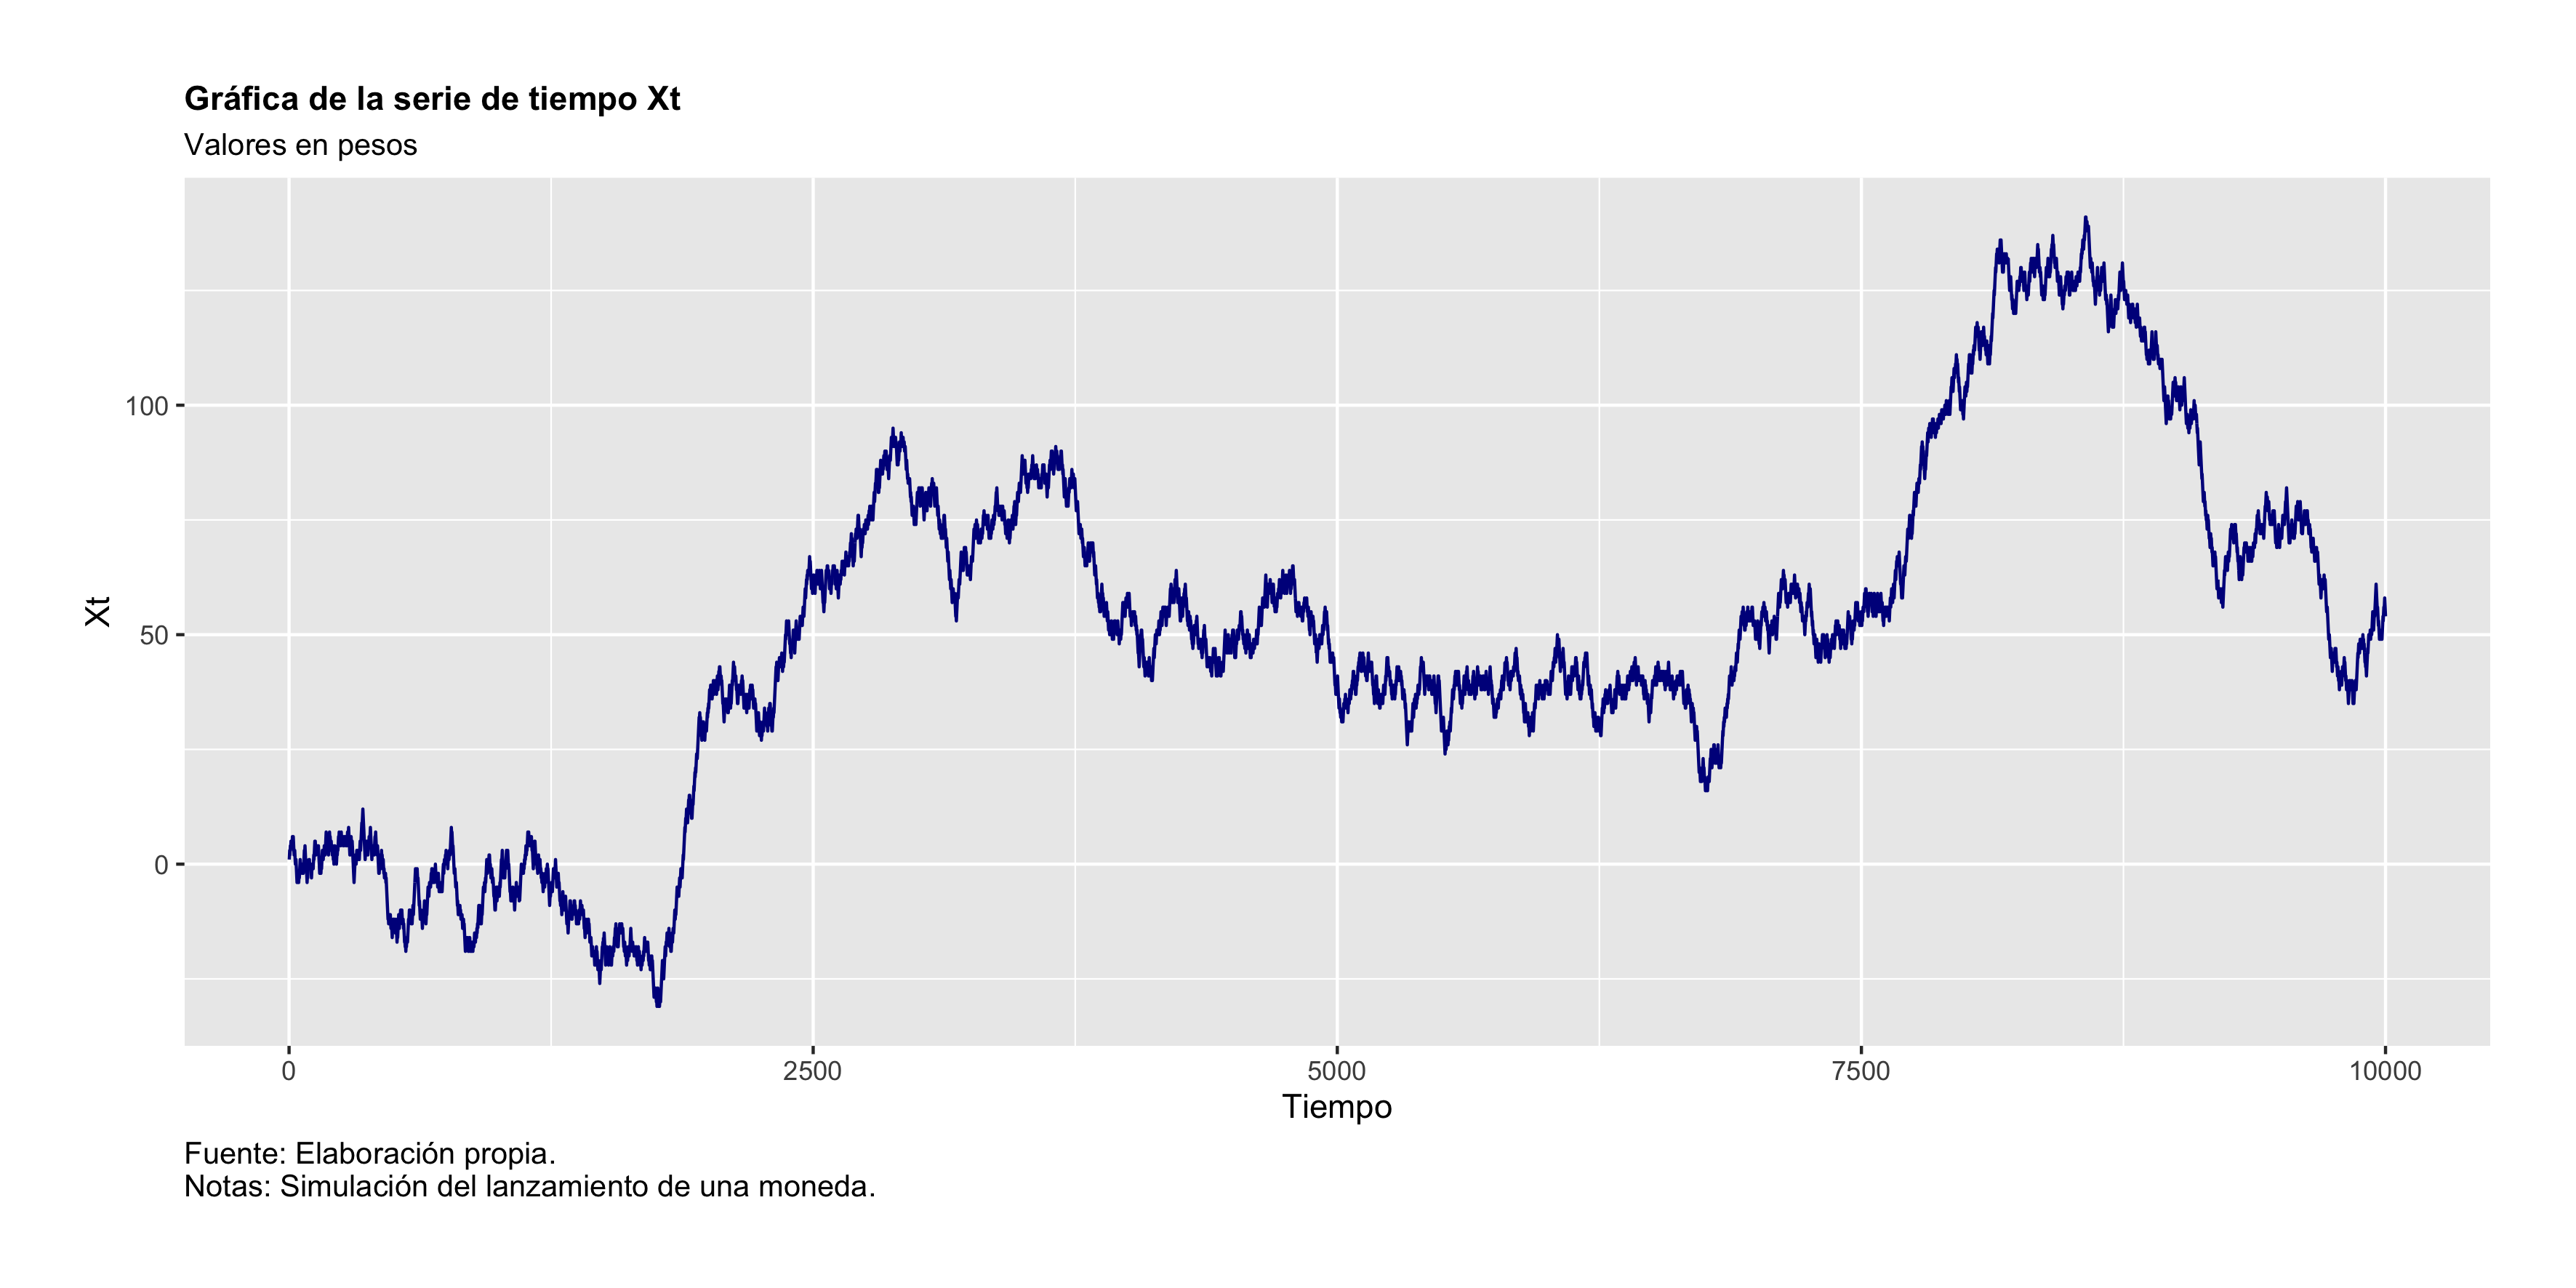 Gráfica de la serie de tiempo Xt
Valores en pesos
Xt
100
50
0
0 2500 5000 7500 10000
Tiempo
Fuente: Elaboración propia.
Notas: Simulación del lanzamiento de una moneda.